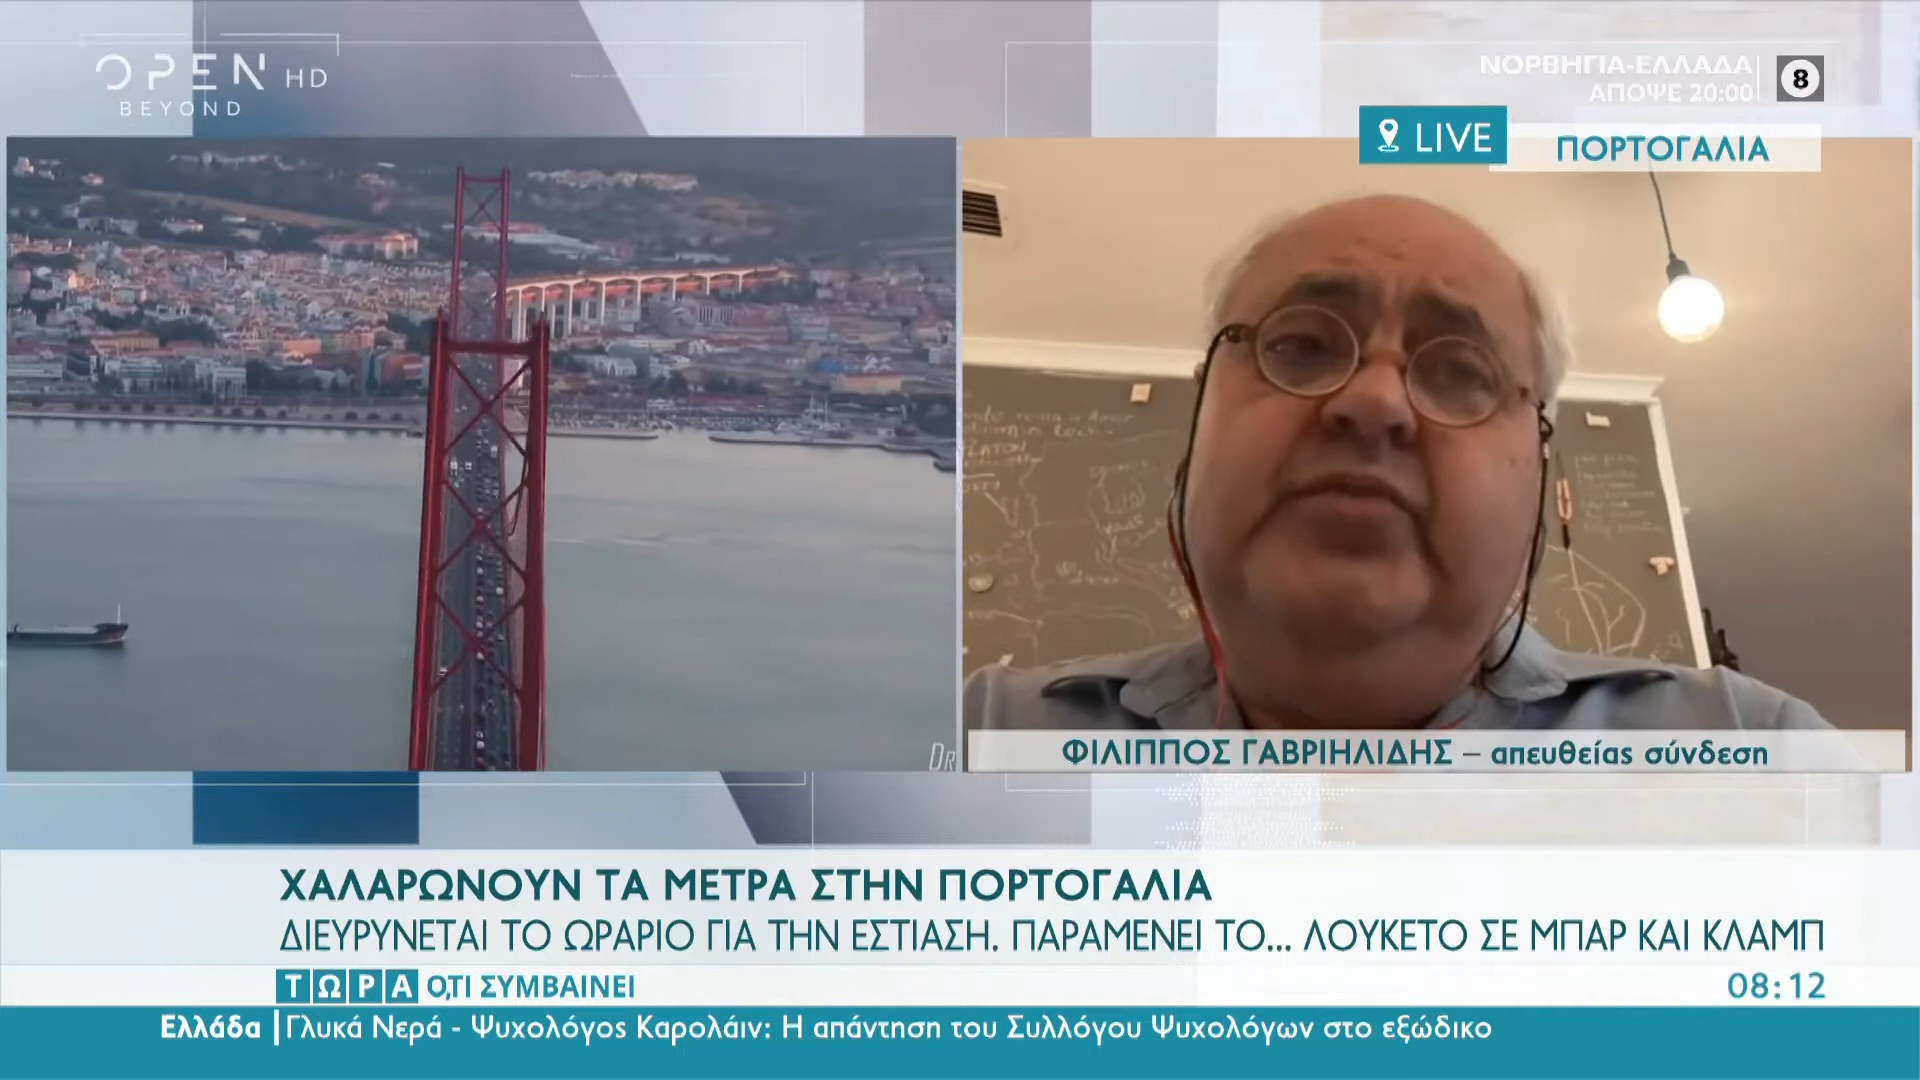 OPEN HD
BEYOND
ΝΟΡΒΗΓΙΑ-ΕΛΛΑΔΑ
ΑΠΟΨΕ 20:00
8
LIVE
ΠΟΡΤΟΓΑΛΙΑ
DR
ΦΙΛΙΠΠΟΣ ΓΑΒΡΙΗΛΙΔΗΣ – απευθείας σύνδεση
ΧΑΛΑΡΩΝΟΥΝ ΤΑ ΜΕΤΡΑ ΣΤΗΝ ΠΟΡΤΟΓΑΛΙΑ
ΔΙΕΥΡΥΝΕΤΑΙ ΤΟ ΩΡΑΡΙΟ ΓΙΑ ΤΗΝ ΕΣΤΙΑΣΗ. ΠΑΡΑΜΕΝΕΙ ΤΟ... ΛΟΥΚΕΤΟ ΣΕ ΜΠΑΡ ΚΑΙ ΚΛΑΜΠ
ΤΩΡΑ Ο,ΤΙ ΣΥΜΒΑΙΝΕΙ
08:12
Ελλάδα | Γλυκά Νερά - Ψυχολόγος Καρολάιν: Η απάντηση του Συλλόγου Ψυχολόγων στο εξώδικο